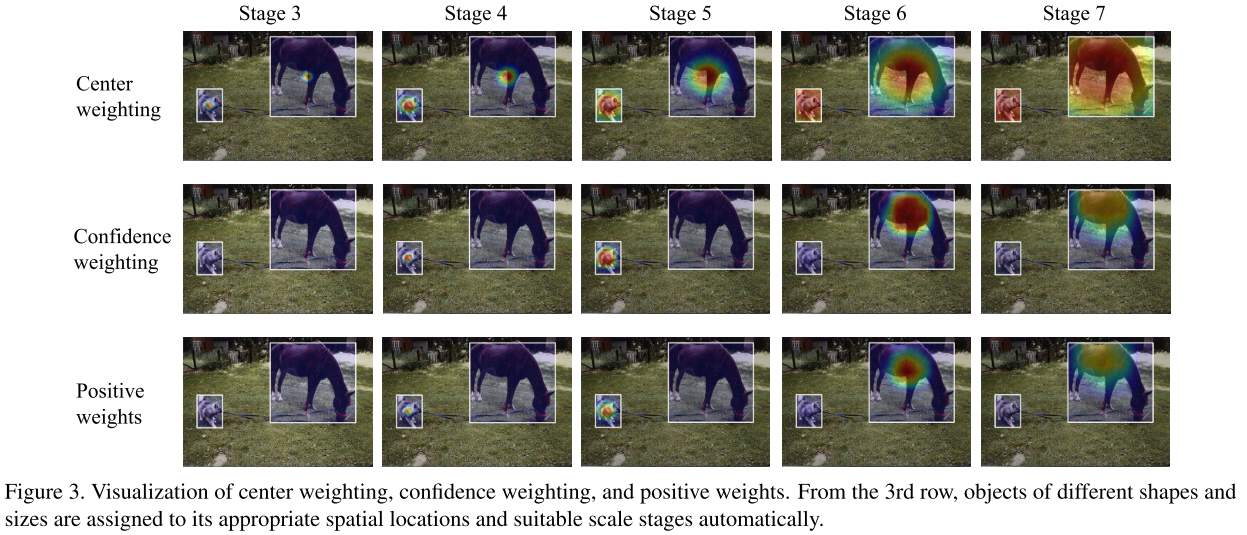 Stage 3 Stage 4 Stage 5 Stage 6 Stage 7
Center
weighting
Confidence
weighting
Positive
weights
Figure 3. Visualization of center weighting, confidence weighting, and positive weights. From the 3rd row, objects of different shapes and
sizes are assigned to its appropriate spatial locations and suitable scale stages automatically.